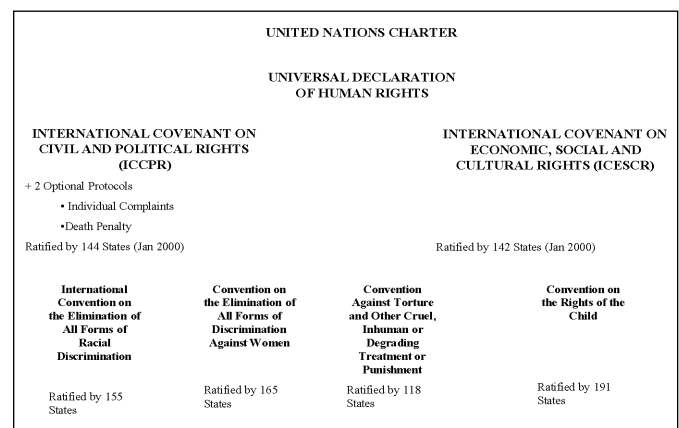 UNITED NATIONS CHARTER
UNIVERSAL DECLARATION
OF HUMAN RIGHTS
INTERNATIONAL COVENANT ON
CIVIL AND POLITICAL RIGHTS
(ICCPR)
+ 2 Optional Protocols
• Individual Complaints
•Death Penalty
Ratified by 144 States (Jan 2000)
INTERNATIONAL COVENANT ON
ECONOMIC, SOCIAL AND
CULTURAL RIGHTS (ICESCR)
Ratified by 142 States (Jan 2000)
International
Convention on
the Elimination of
All Forms of
Racial
Discrimination
Ratified by 155
States
Convention on
the Elimination of
All Forms of
Discrimination
Against Women
Ratified by 165
States
Convention
Against Torture
and Other Cruel,
Inhuman or
Degrading
Treatment or
Punishment
Ratified by 118
States
Convention on
the Rights of the
Child
Ratified by 191
States